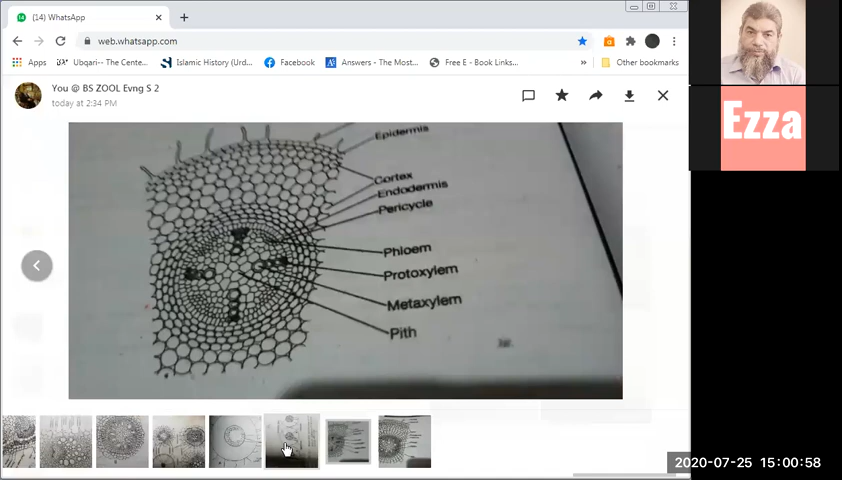 (14) WhatsApp
web.whatsapp.com
Apps
Ubqari-- The Cente...
Islamic History (Urd...
Facebook
Answers - The Most...
Free E - Book Links...
»
Other bookmarks
You @ BS ZOOL Evng S 2
today at 2:34 PM
Epidermis
Cortex
Endodermis
Pericycle
Phloem
Protoxylem
Metaxylem
Pith
Ezza
2020-07-25 15:00:58